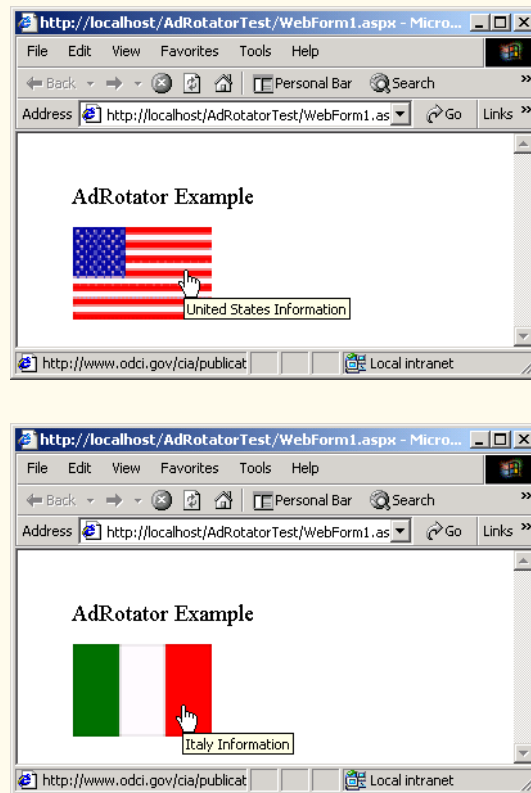 http://localhost/AdRotatorTest/WebForm1.aspx - Micro...
File Edit View Favorites Tools Help
Back Personal Bar Search »
Address http://localhost/AdRotatorTest/WebForm1.as Go Links »
AdRotator Example
United States Information
http://www.odci.gov/cia/publicat Local intranet
http://localhost/AdRotatorTest/WebForm1.aspx - Micro...
File Edit View Favorites Tools Help
Back Personal Bar Search »
Address http://localhost/AdRotatorTest/WebForm1.as Go Links »
AdRotator Example
Italy Information
http://www.odci.gov/cia/publicat Local intranet